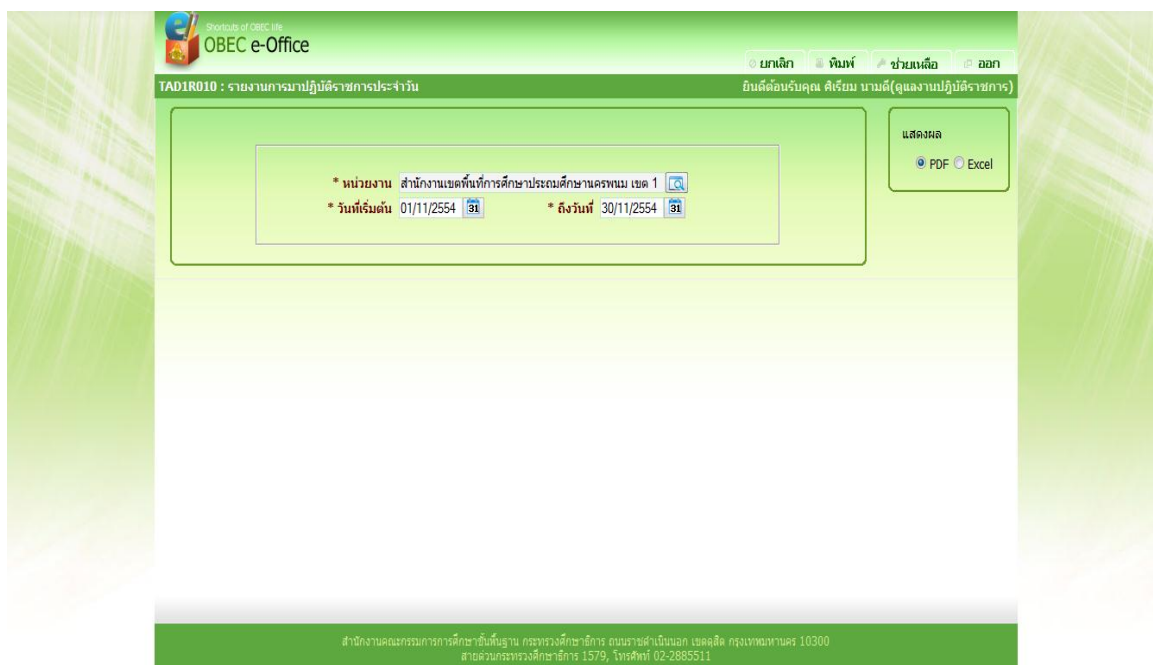 Shortcuts of OBEC life
OBEC e-Office
ยกเลิก พิมพ์ ช่วยเหลือ ออก
TAD1R010 : รายงานการมาปฏิบัติราชการประจำวัน ยินดีต้อนรับคุณ ศิเรียม นามดี(ดูแลงานปฏิบัติราชการ)
แสดงผล
PDF Excel
* หน่วยงาน สำนักงานเขตพื้นที่การศึกษาประถมศึกษานครพนม เขต 1
* วันที่เริ่มต้น 01/11/2554 31 * ถึงวันที่ 30/11/2554 31
สำนักงานคณะกรรมการการศึกษาขั้นพื้นฐาน กระทรวงศึกษาธิการ ถนนราชดำเนินนอก เขตดุสิต กรุงเทพมหานคร 10300
สายด่วนกระทรวงศึกษาธิการ 1579, โทรศัพท์ 02-2885511